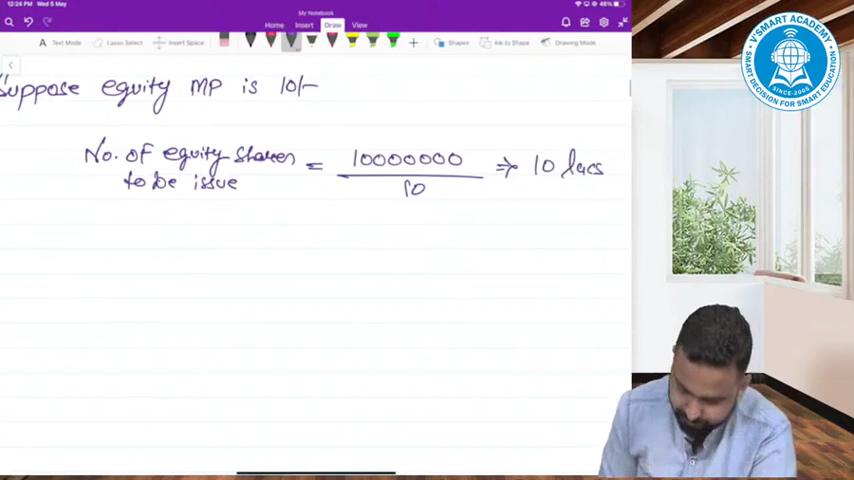 12:24 PM Wed 5 May
46%
My Notebook
Home Insert Draw View
Text Mode
Lasso Select
Insert Space
Shapes
Ink to Shape
Drawing Mode
Suppose equity MP is 10/-
No. of equity shares = 10000000 ⇒ 10 lacs
to be issue
10
V'SMART ACADEMY
SMART DECISION FOR SMART EDUCATION
SINCE-2005